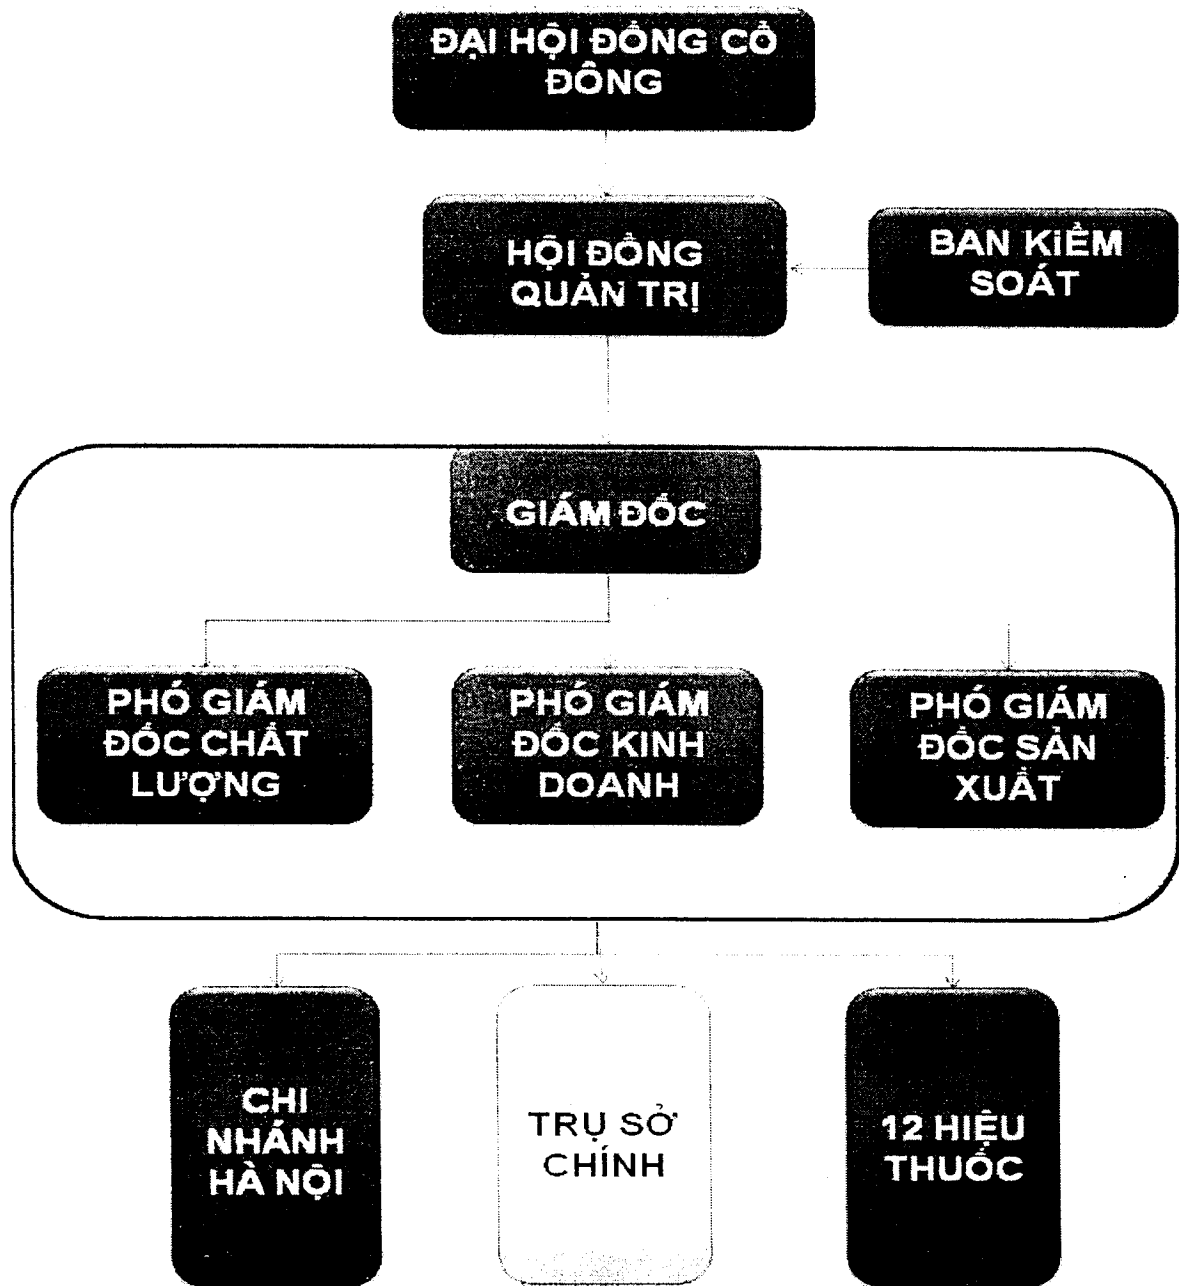 ĐẠI HỘI ĐỒNG CỔ
ĐÔNG
HỘI ĐỒNG
QUẢN TRỊ
BAN KIỂM
SOÁT
GIÁM ĐỐC
PHÓ GIÁM
ĐỐC CHẤT
LƯỢNG
PHÓ GIÁM
ĐỐC KINH
DOANH
PHÓ GIÁM
ĐỐC SẢN
XUẤT
CHI
NHÁNH
HÀ NỘI
TRỤ SỞ
CHÍNH
12 HIỆU
THUỐC